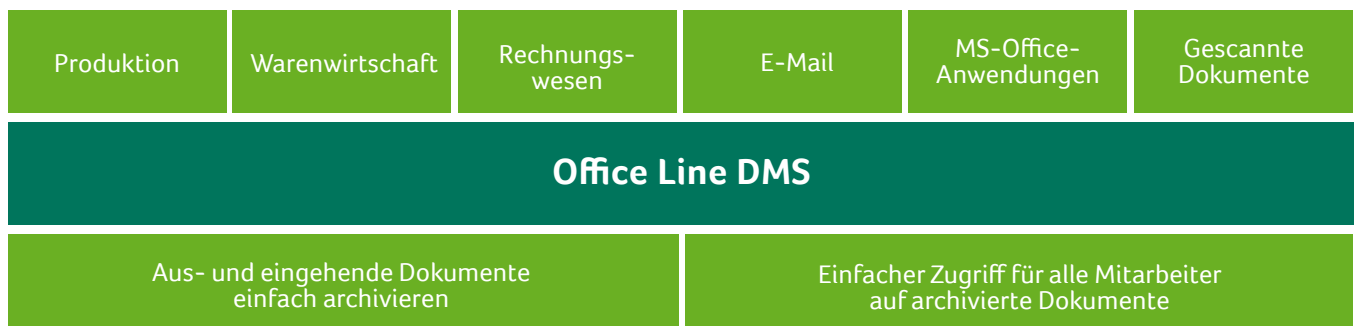 Produktion
Warenwirtschaft
Rechnungs-
wesen
E-Mail
MS-Office-
Anwendungen
Gescannte
Dokumente
Office Line DMS
Aus- und eingehende Dokumente
einfach archivieren
Einfacher Zugriff für alle Mitarbeiter
auf archivierte Dokumente